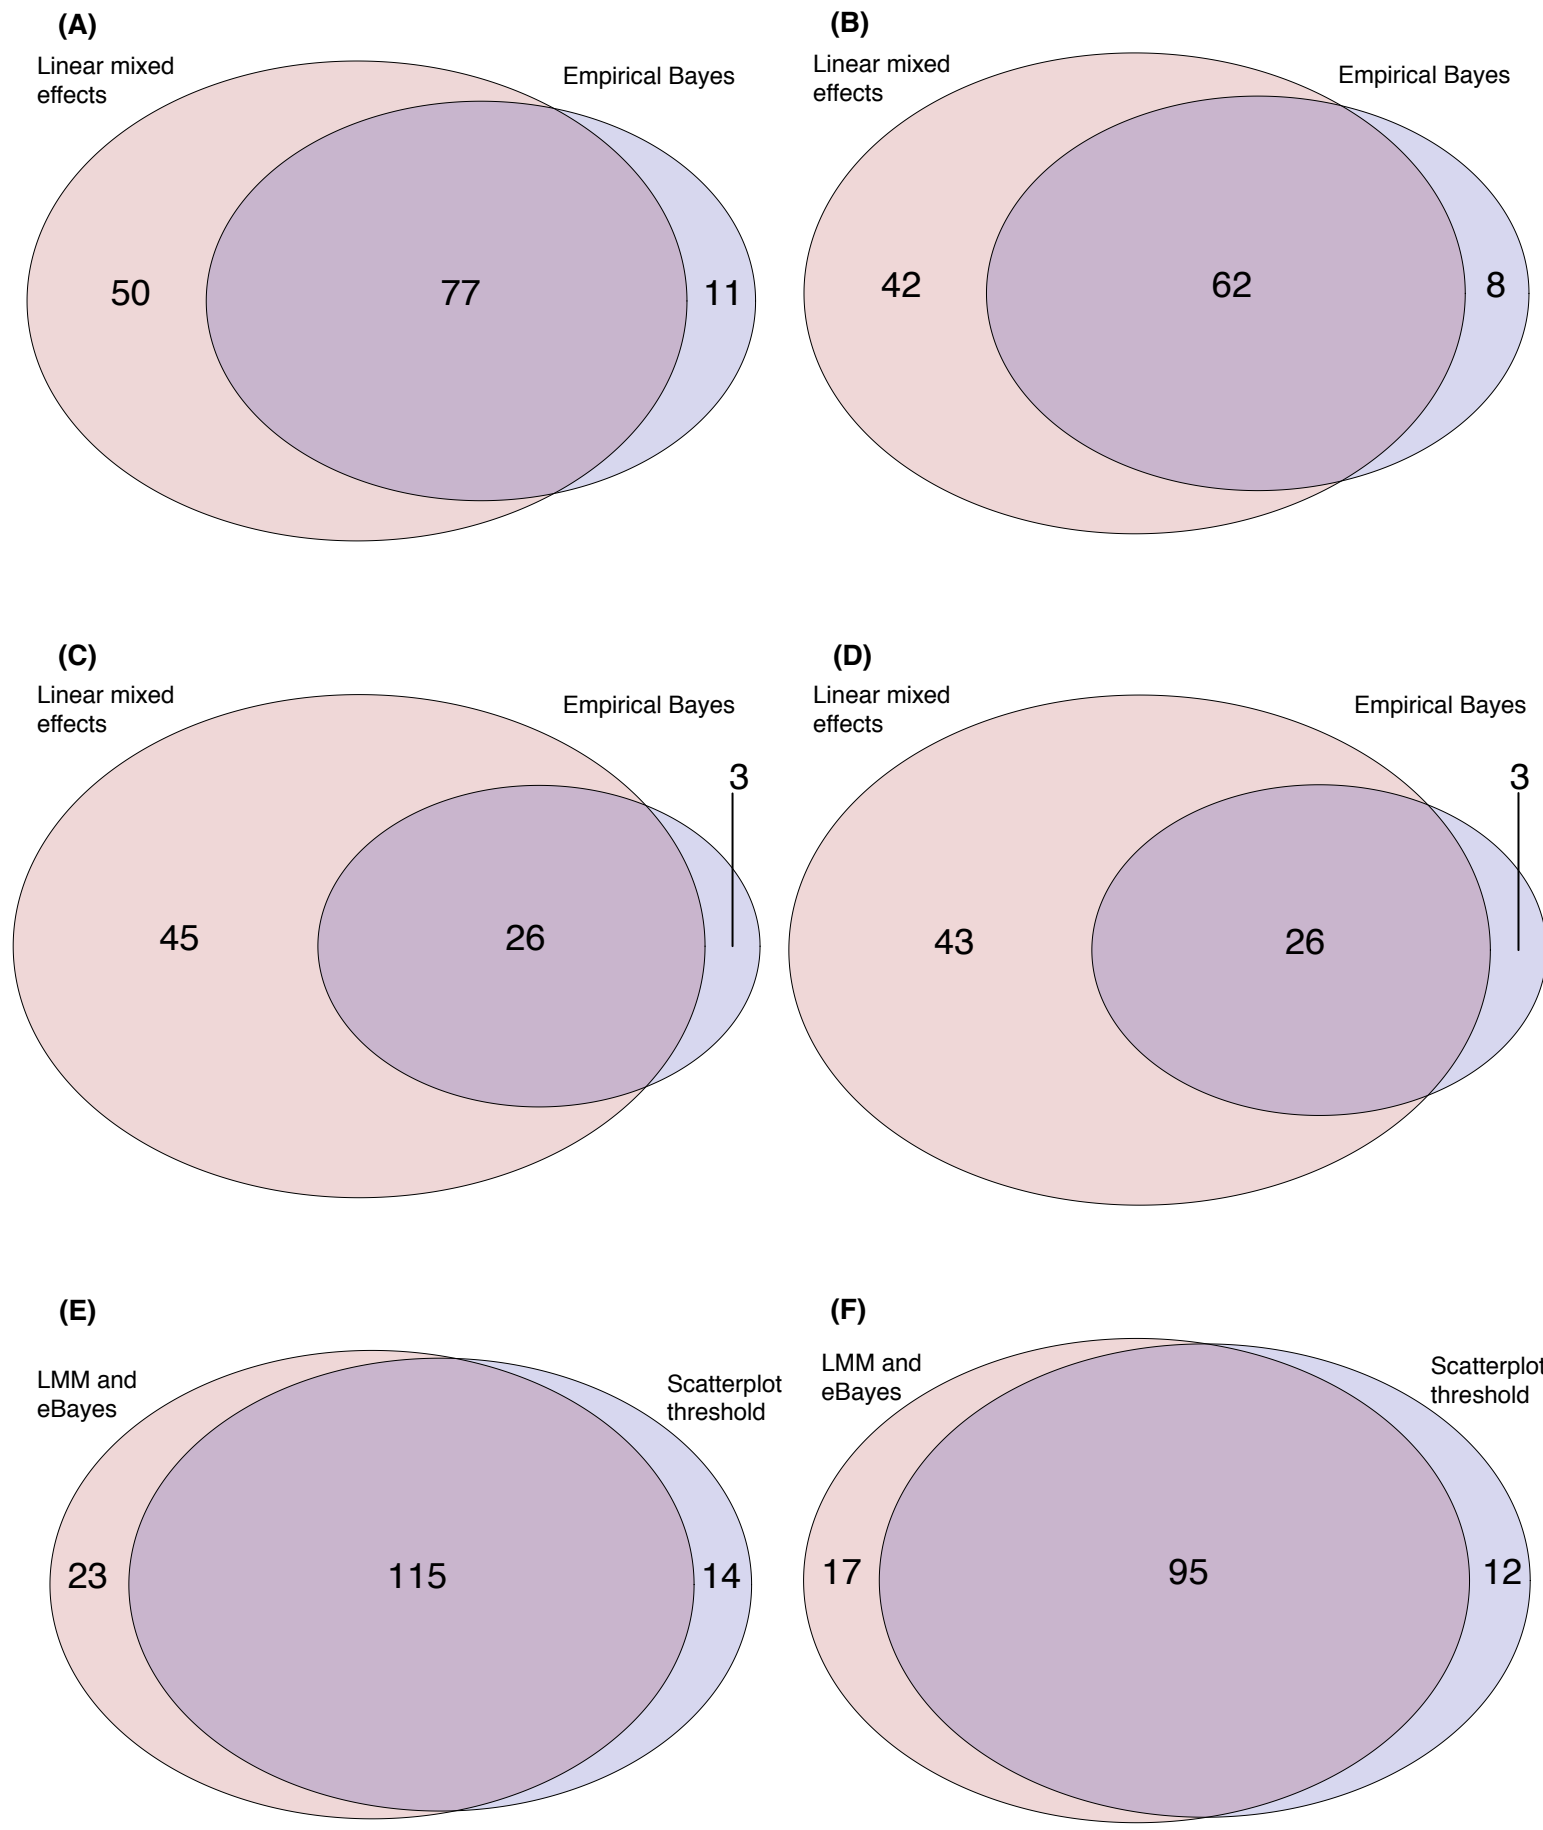 (A)
Linear mixed
effects
Empirical Bayes
50
77
11
(B)
Linear mixed
effects
Empirical Bayes
42
62
8
(C)
Linear mixed
effects
Empirical Bayes
3
45
26
(D)
Linear mixed
effects
Empirical Bayes
3
43
26
(E)
LMM and
eBayes
Scatterplot
threshold
23
115
14
(F)
LMM and
eBayes
Scatterplot
threshold
17
95
12